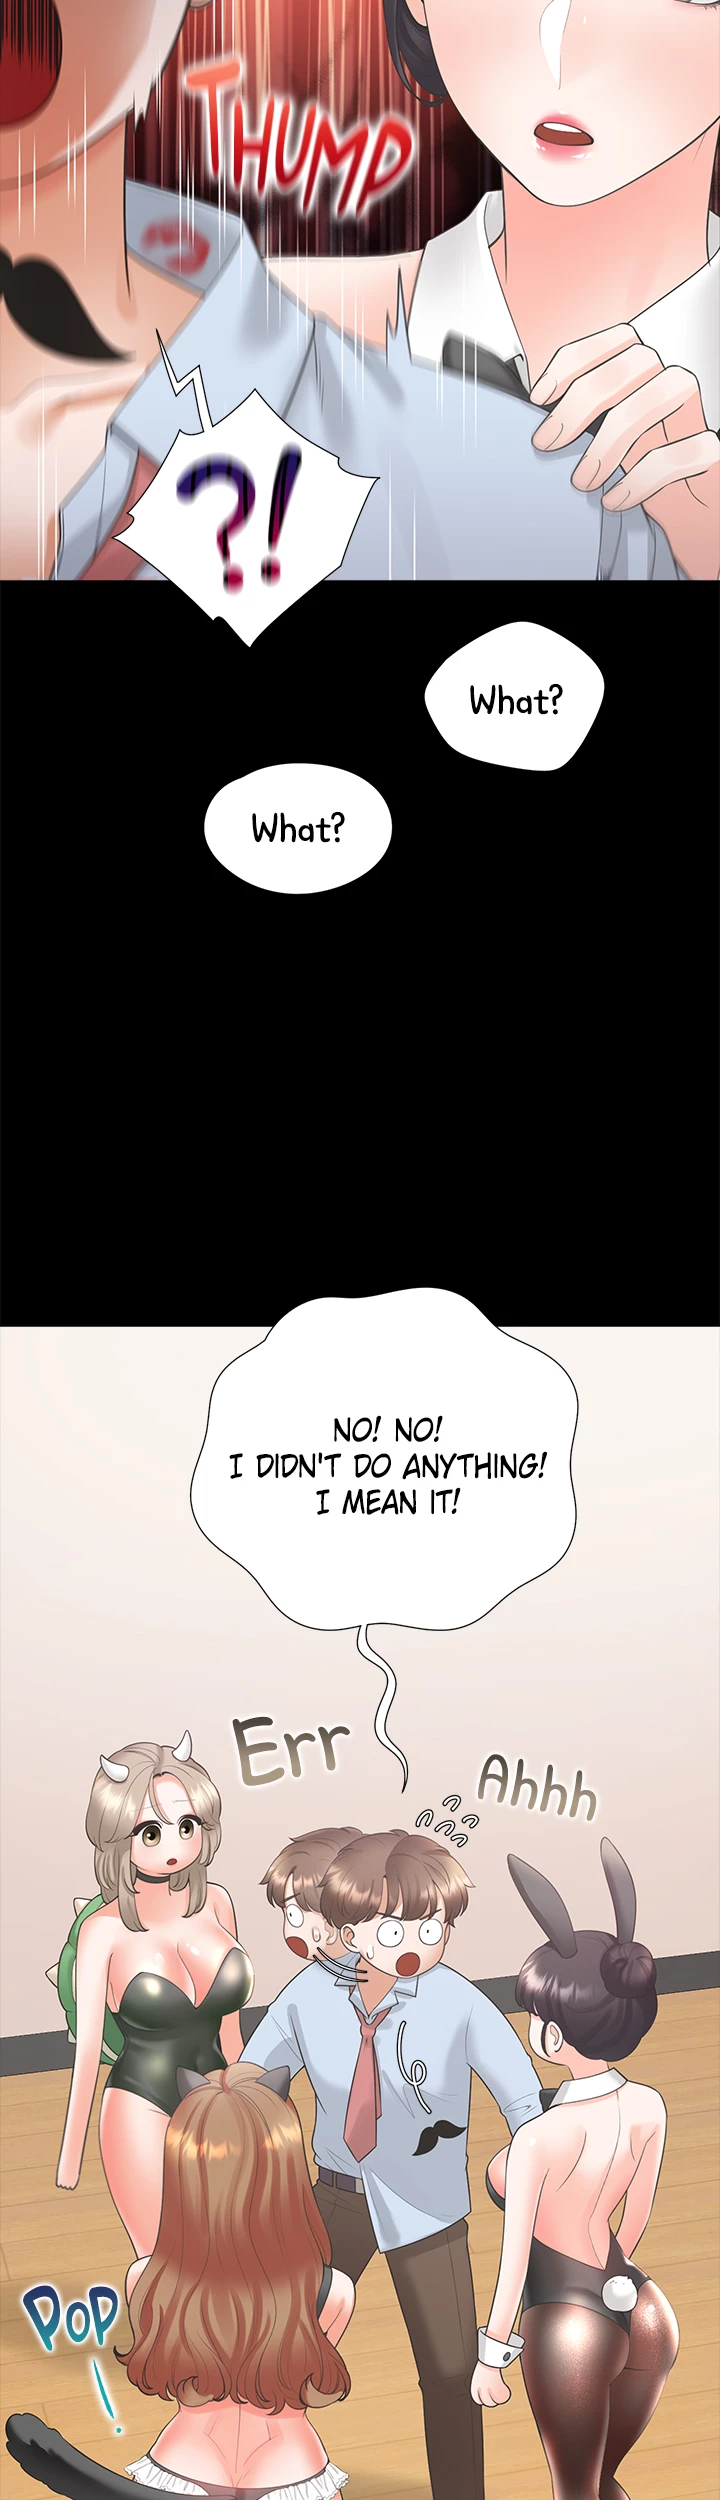 THUMP
?!
What?
What?
NO! NO!
I DIDN'T DO ANYTHING!
I MEAN IT!
Err
Ahhh
POP